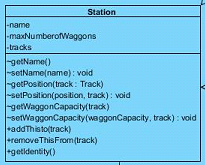 Station
-name
-maxNumberofWaggons
-tracks
~getName()
~setName(name) : void
~getPosition(track : Track)
~setPosition(position, track) : void
~getWaggonCapacity(track)
~setWaggonCapacity(waggonCapacity, track) : void
+addThisto(track)
+removeThisFrom(track)
+getIdentity()